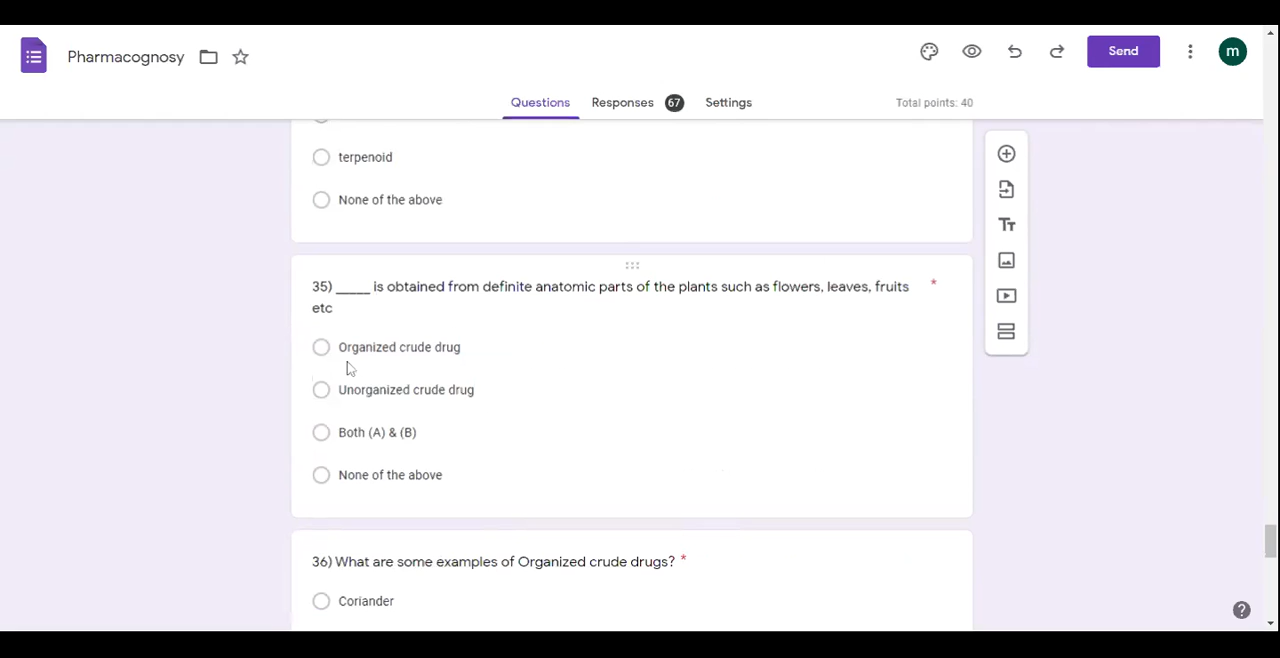 Pharmacognosy
Send
m
Questions
Responses 67
Settings
Total points: 40
terpenoid
None of the above
35) _____ is obtained from definite anatomic parts of the plants such as flowers, leaves, fruits *
etc
Organized crude drug
Unorganized crude drug
Both (A) & (B)
None of the above
36) What are some examples of Organized crude drugs? *
Coriander